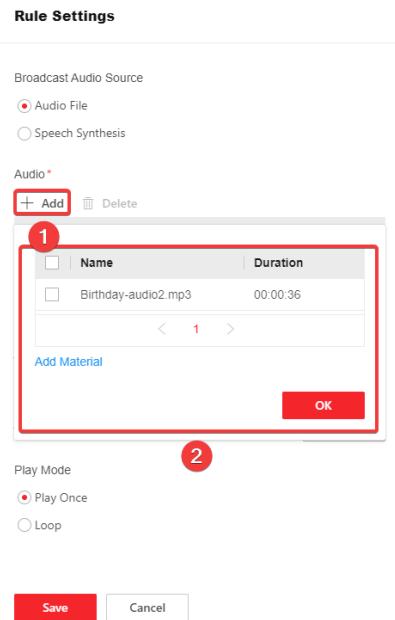 Rule Settings
Broadcast Audio Source
Audio File
Speech Synthesis
Audio*
+ Add Delete
1
Name Duration
Birthday-audio2.mp3 00:00:36
< 1 >
Add Material
OK
2
Play Mode
Play Once
Loop
Save Cancel